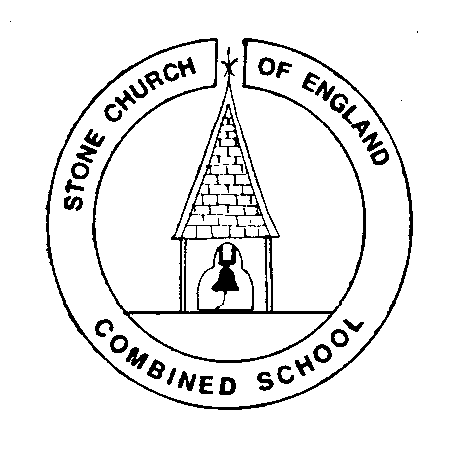 STONE CHURCH OF ENGLAND
COMBINED SCHOOL